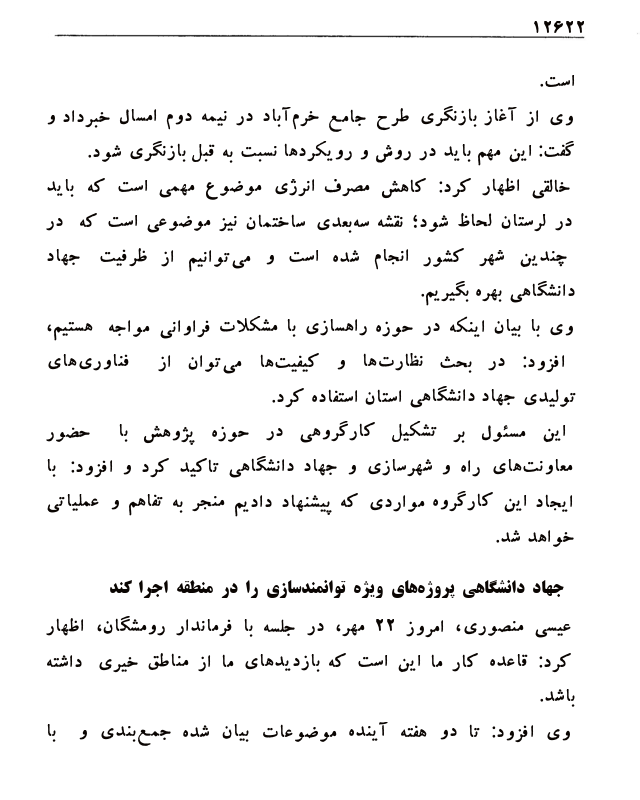 ۱۲۶۲۲
است.
وی از آغاز بازنگری طرح جامع خرم‌آباد در نیمه دوم امسال خبرداد و
گفت: این مهم باید در روش و رویکردها نسبت به قبل بازنگری شود.
خالقی اظهار کرد: کاهش مصرف انرژی موضوع مهمی است که باید
در لرستان لحاظ شود؛ نقشه سه‌بعدی ساختمان نیز موضوعی است که در
چندین شهر کشور انجام شده است و می‌توانیم از ظرفیت جهاد
دانشگاهی بهره بگیریم.
وی با بیان اینکه در حوزه راهسازی با مشکلات فراوانی مواجه هستیم،
افزود: در بحث نظارت‌ها و کیفیت‌ها می‌توان از فناوری‌های
تولیدی جهاد دانشگاهی استان استفاده کرد.
این مسئول بر تشکیل کارگروهی در حوزه پژوهش با حضور
معاونت‌های راه و شهرسازی و جهاد دانشگاهی تاکید کرد و افزود: با
ایجاد این کارگروه مواردی که پیشنهاد دادیم منجر به تفاهم و عملیاتی
خواهد شد.
جهاد دانشگاهی پروژه‌های ویژه توانمندسازی را در منطقه اجرا کند
عیسی منصوری، امروز ۲۲ مهر، در جلسه با فرماندار رومشگان، اظهار
کرد: قاعده کار ما این است که بازدیدهای ما از مناطق خیری داشته
باشد.
وی افزود: تا دو هفته آینده موضوعات بیان شده جمع‌بندی و با